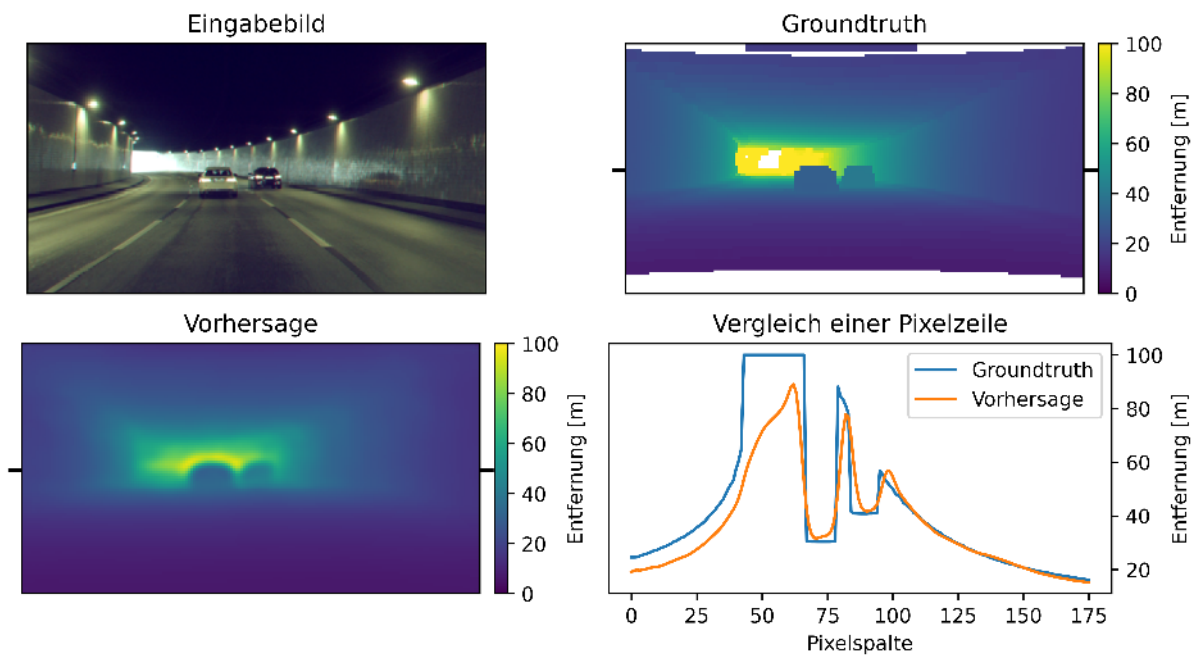 Eingabebild
Groundtruth
100
80
60
40
20
0
Entfernung [m]
Vorhersage
100
80
60
40
20
0
Entfernung [m]
Vergleich einer Pixelzeile
Groundtruth
Vorhersage
100
80
60
40
20
Entfernung [m]
0 25 50 75 100 125 150 175
Pixelspalte